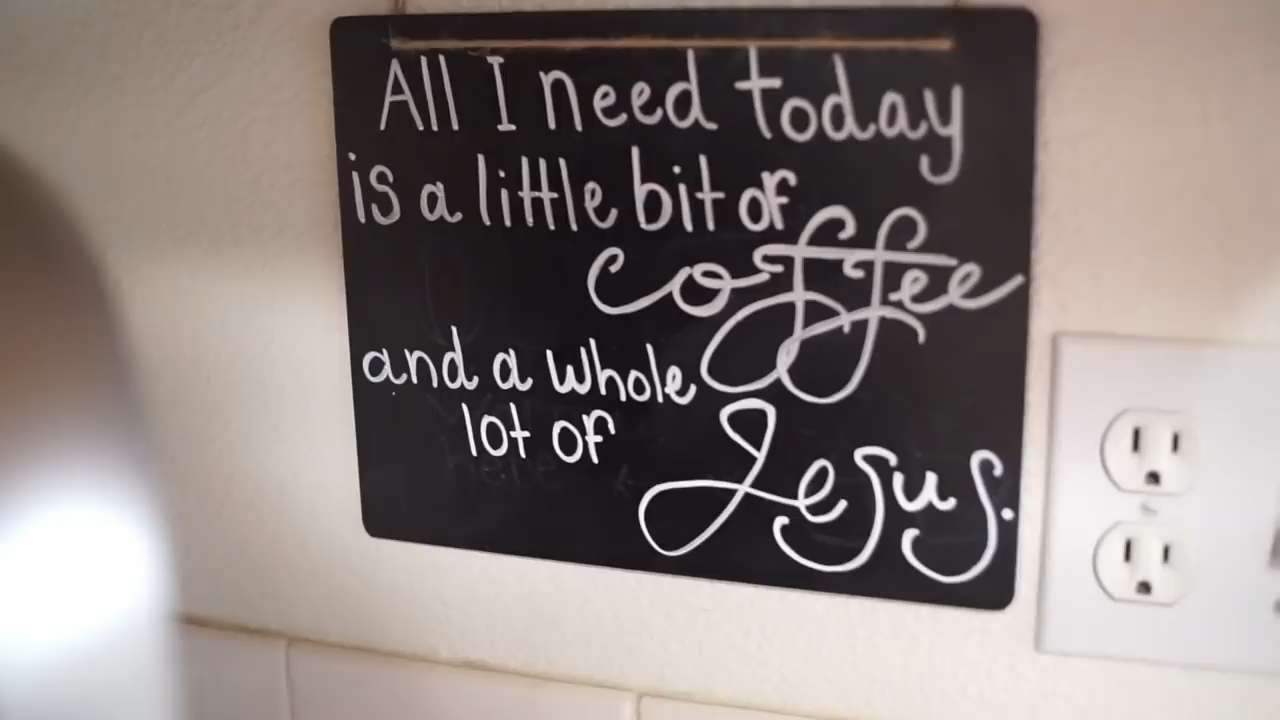 All I need today
is a little bit of
coffee
and a whole
lot of
Jesus.